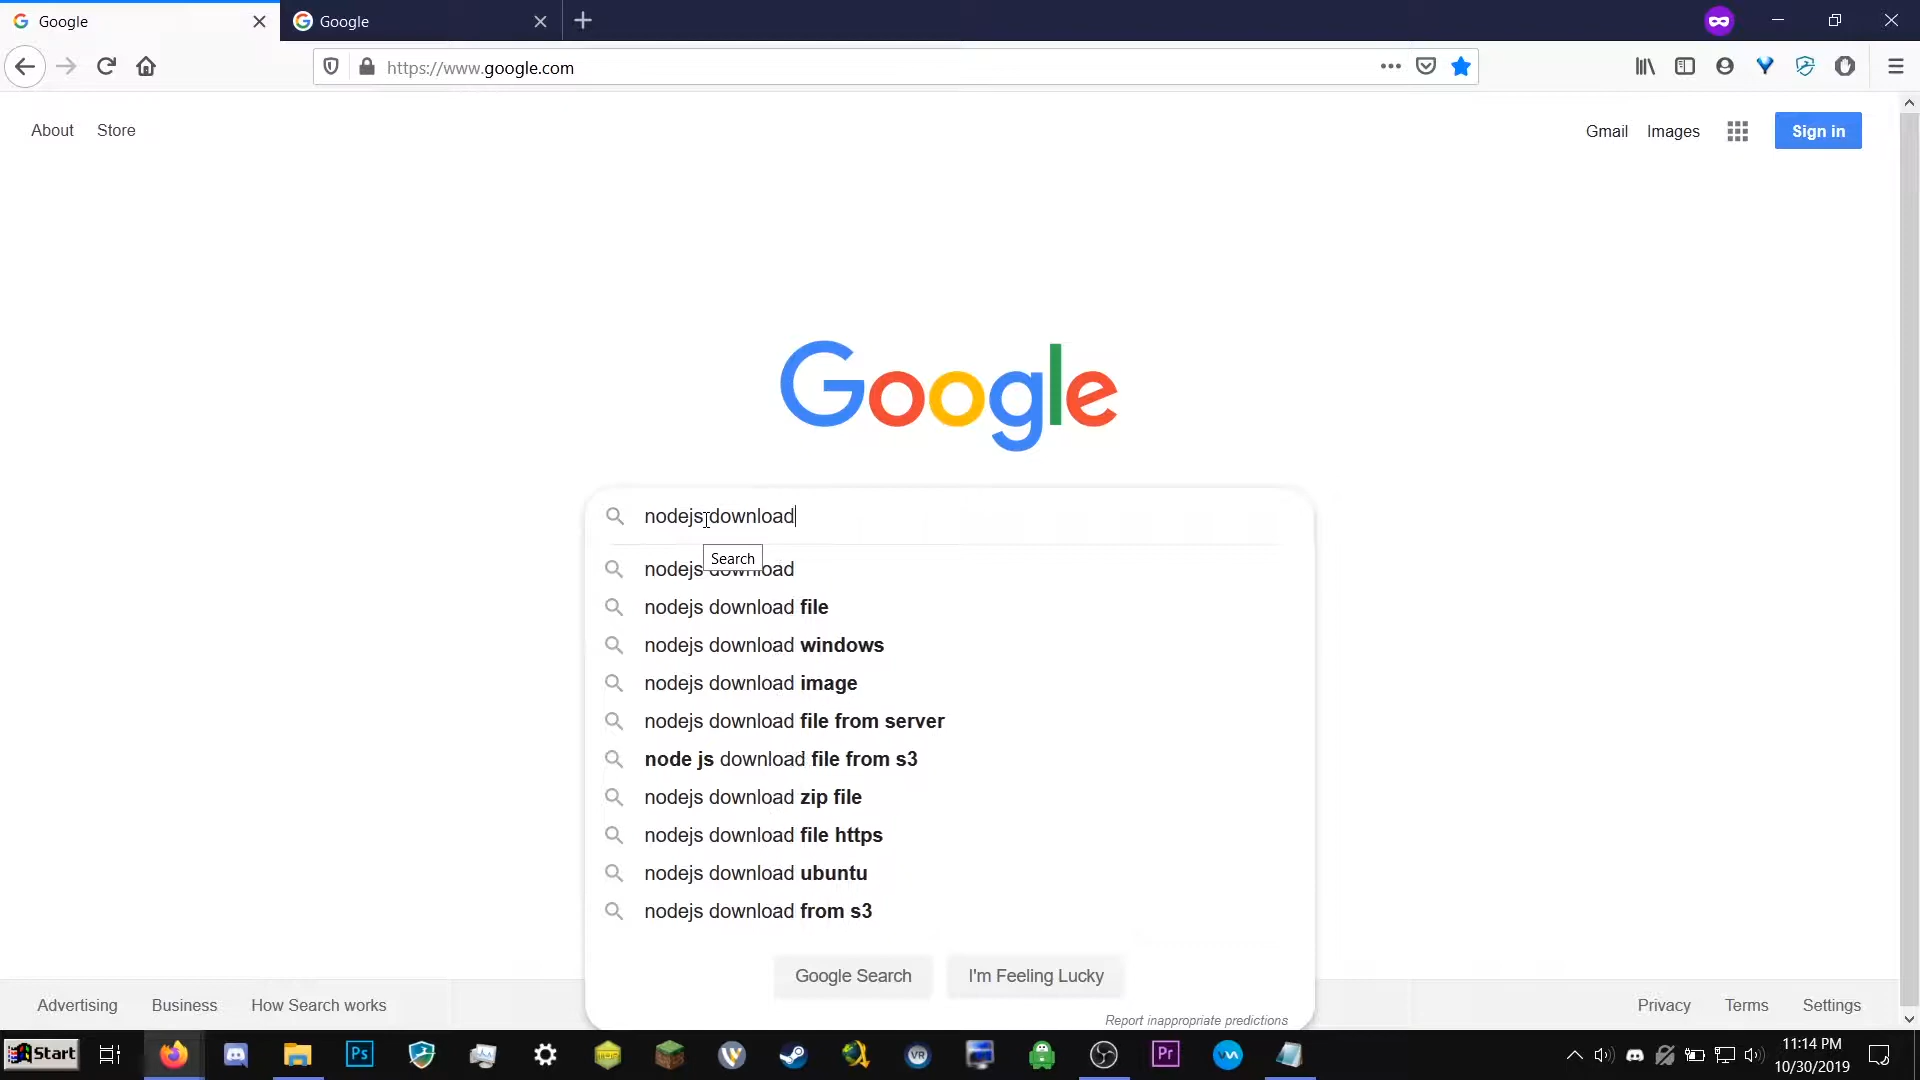 Google
Google
https://www.google.com
About
Store
Gmail
Images
Sign in
Google
nodejs download
Search
nodejs download
nodejs download file
nodejs download windows
nodejs download image
nodejs download file from server
node js download file from s3
nodejs download zip file
nodejs download file https
nodejs download ubuntu
nodejs download from s3
Google Search
I'm Feeling Lucky
Report inappropriate predictions
Advertising
Business
How Search works
Privacy
Terms
Settings
Start
Ps
VR
Pr
11:14 PM
10/30/2019